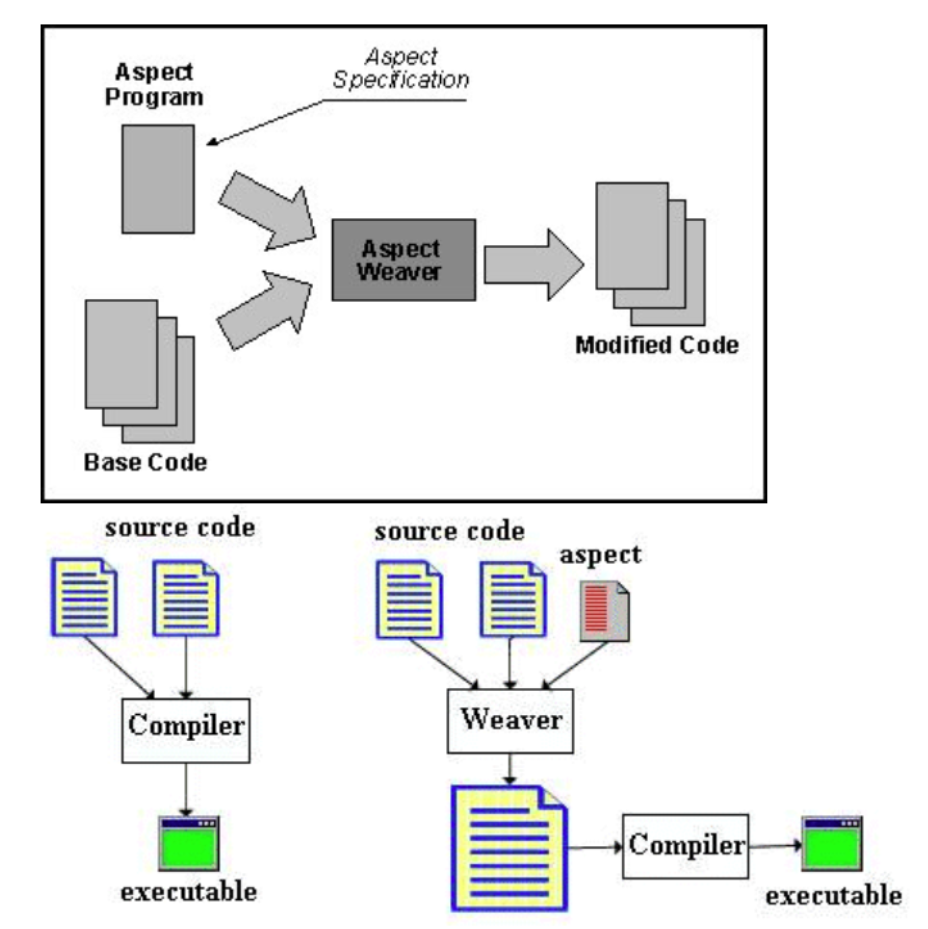 Aspect
Program
Aspect
Specification
Aspect
Weaver
Modified Code
Base Code
source code
source code
aspect
Compiler
Weaver
Compiler
executable
executable